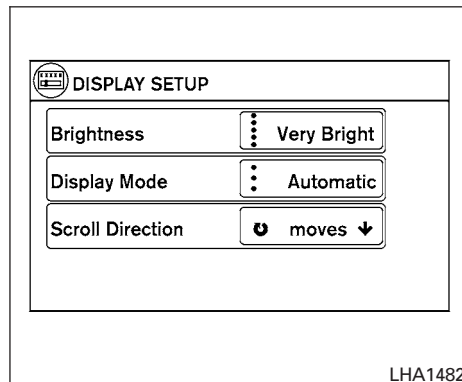 DISPLAY SETUP
Brightness Very Bright
Display Mode Automatic
Scroll Direction moves
LHA1482